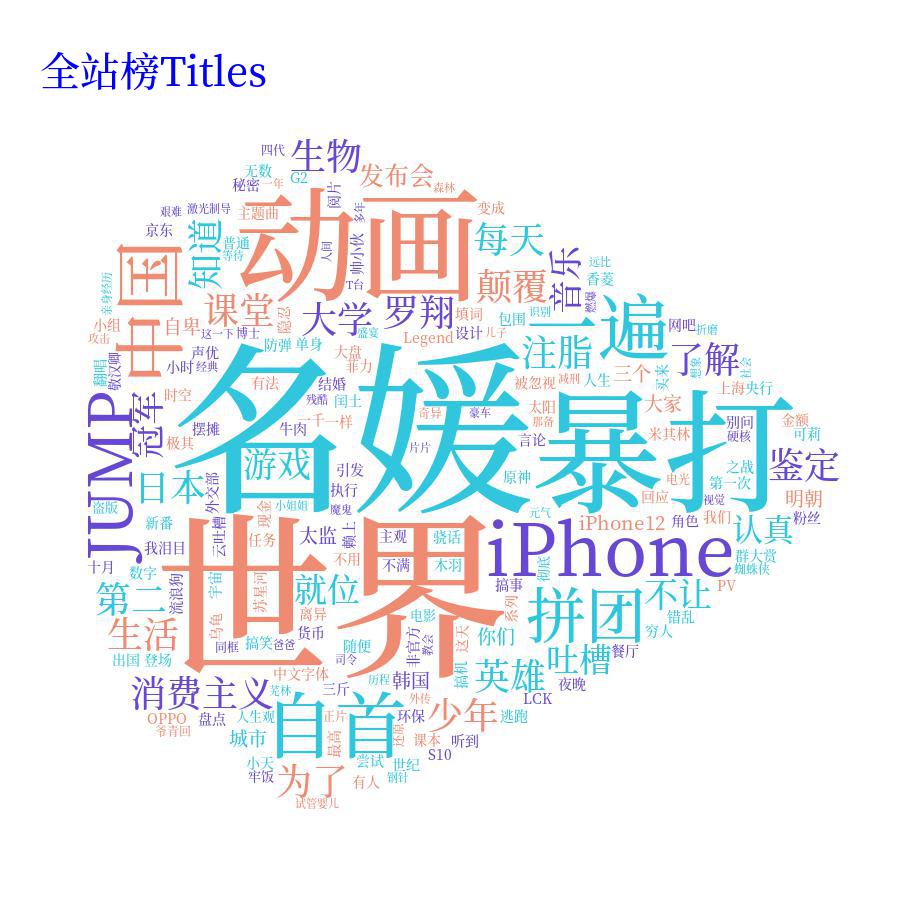 全站榜Titles
四代
生物
发布会
无数
G2
秘密
一年
阅片
森林
艰难
激光制导
主题曲
多年
变成
动画
京东
知道
普通
等待
人间
帅小伙
T台
每天
音乐
远比
香菱
燃爆
颠覆
中国
亲身经历
课堂
隐忍
大学
罗翔
填词
包围
识别
一遍
网吧
折磨
小组
攻击
自卑
这一下
博士
盛宴
Legend
设计
儿子
声优
防弹
单身
大盘
菲力
注脂
了解
翻唱
敬汉卿
小时
经典
有法
结婚
被忽视
减刑
人生
三个
买来
想象
社会
上海
央行
时空
残酷
闰土
名媛
暴打
太阳
那备
大家
JUMP
冠军
摆摊
极其
牛肉
一千
一样
奇异
豪车
言论
米其林
别问
硬核
金额
可莉
片片
游戏
引发
原神
电光
之战
第一次
鉴定
日本
外交部
执行
回应
视觉
明朝
盗版
新番
云吐槽
现金
小姐姐
魔鬼
元气
iPhone12
角色
我们
粉丝
认真
世界
iPhone
我泪目
任务
太监
赖上
主观
骁话
十月
数字
宇宙
不用
不满
木羽
彻底
群大赏
蜘蛛侠
第二
流浪狗
苏星河
就位
搞事
系列
拼团
不让
PV
乌龟
离异
货币
电影
错乱
生活
同框
搞笑
爸爸
随便
非官方
教会
这天
你们
穷人
出国
登场
司令
吐槽
餐厅
中文字体
历程
韩国
搞机
英雄
夜晚
消费主义
芜林
三斤
外传
LCK
OPPO
盘点
人生观
自首
正片
环保
少年
逃跑
爷青回
城市
最高
还原
课本
听到
S10
小天
牢饭
为了
尝试
世纪
钢针
有人
试管婴儿